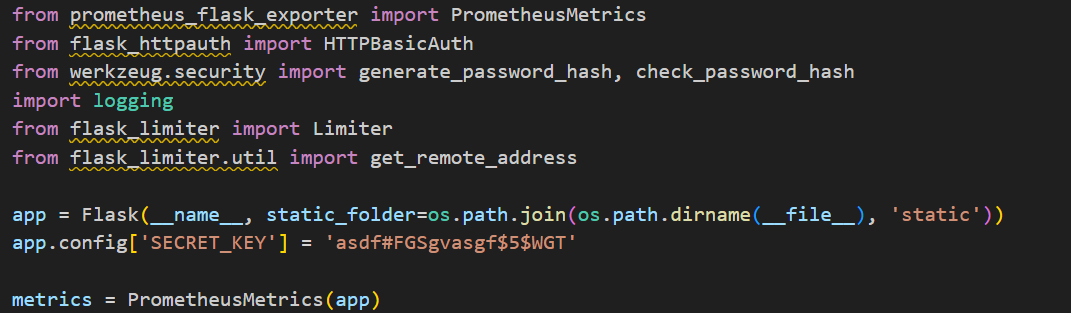 from prometheus_flask_exporter import PrometheusMetrics
from flask_httpauth import HTTPBasicAuth
from werkzeug.security import generate_password_hash, check_password_hash
import logging
from flask_limiter import Limiter
from flask_limiter.util import get_remote_address
app = Flask(__name__, static_folder=os.path.join(os.path.dirname(__file__), 'static'))
app.config['SECRET_KEY'] = 'asdf#FGSgvasgf$5$WGT'
metrics = PrometheusMetrics(app)